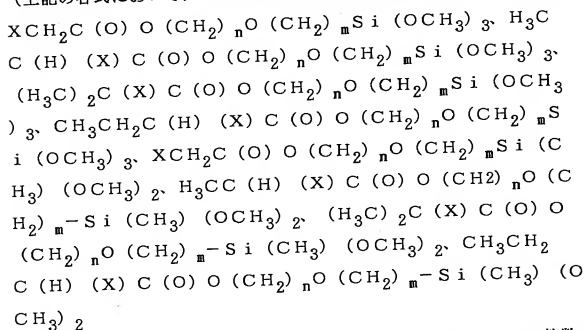 XCH₂C (O) O (CH₂) ₙO (CH₂) ₘSi (OCH₃) ₃、H₃C
C (H) (X) C (O) O (CH₂) ₙO (CH₂) ₘSi (OCH₃) ₃、
(H₃C) ₂C (X) C (O) O (CH₂) ₙO (CH₂) ₘSi (OCH₃
) ₃、CH₃CH₂C (H) (X) C (O) O (CH₂) ₙO (CH₂) ₘS
i (OCH₃) ₃、XCH₂C (O) O (CH₂) ₙO (CH₂) ₘSi (C
H₃) (OCH₃) ₂、H₃CC (H) (X) C (O) O (CH2) ₙO (C
H₂) ₘ−Si (CH₃) (OCH₃) ₂、(H₃C) ₂C (X) C (O) O
(CH₂) ₙO (CH₂) ₘ−Si (CH₃) (OCH₃) ₂、CH₃CH₂
C (H) (X) C (O) O (CH₂) ₙO (CH₂) ₘ−Si (CH₃) (O
CH₃) ₂